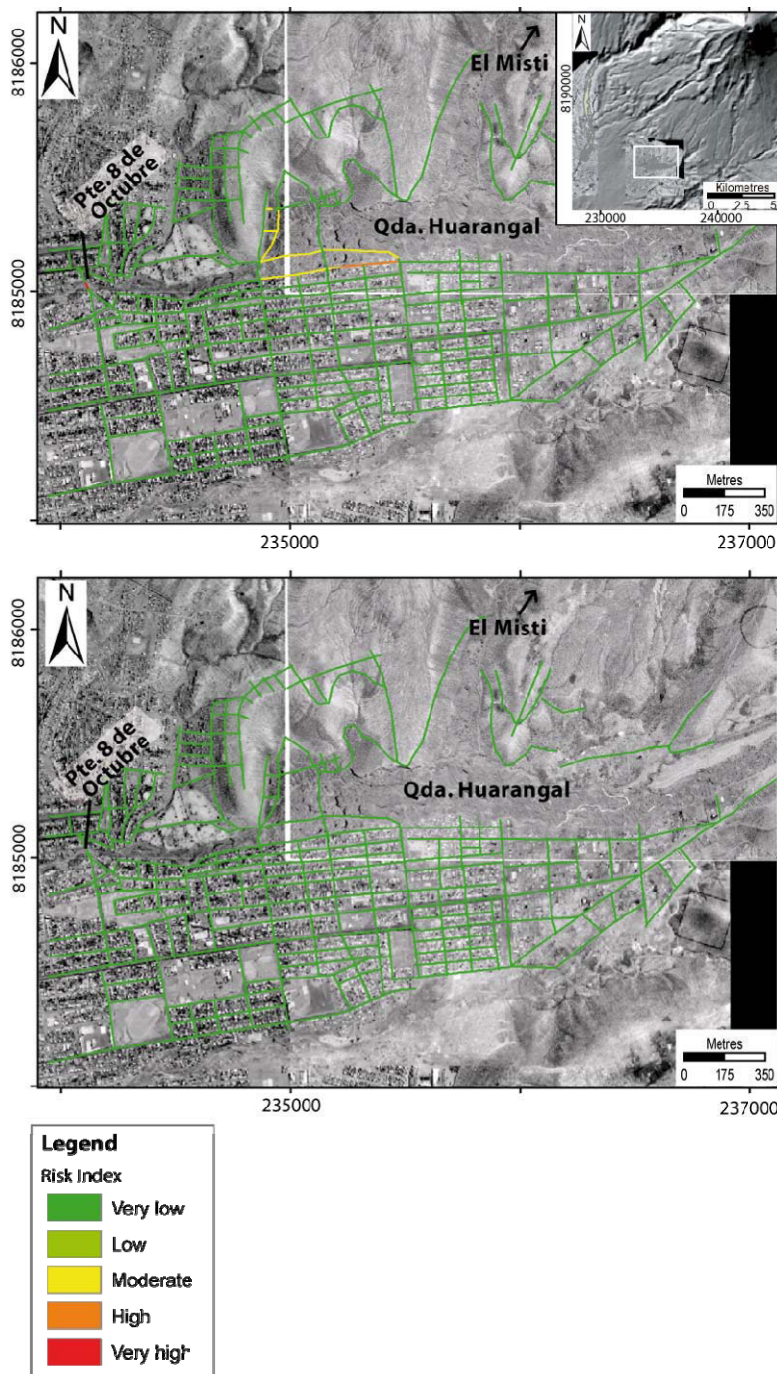 N
8186000
El Misti
N
8190000
Kilometres
0 2.5 5
230000
240000
Pte. 8 de
Octubre
Qda. Huarangal
8185000
Metres
0 175 350
235000
237000
N
8186000
El Misti
Pte. 8 de
Octubre
Qda. Huarangal
8185000
Metres
0 175 350
235000
237000
Legend
Risk Index
Very low
Low
Moderate
High
Very high